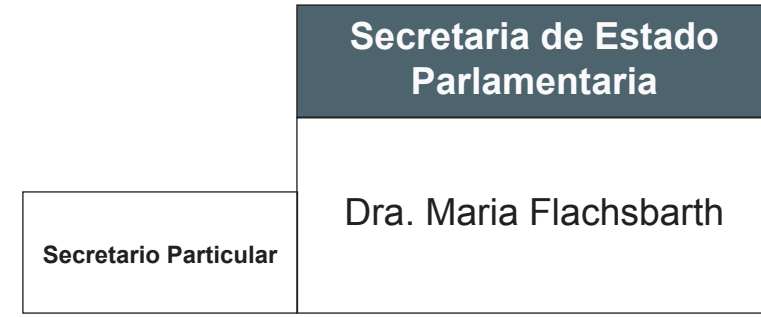 Secretaria de Estado
Parlamentaria
Dra. Maria Flachsbarth
Secretario Particular